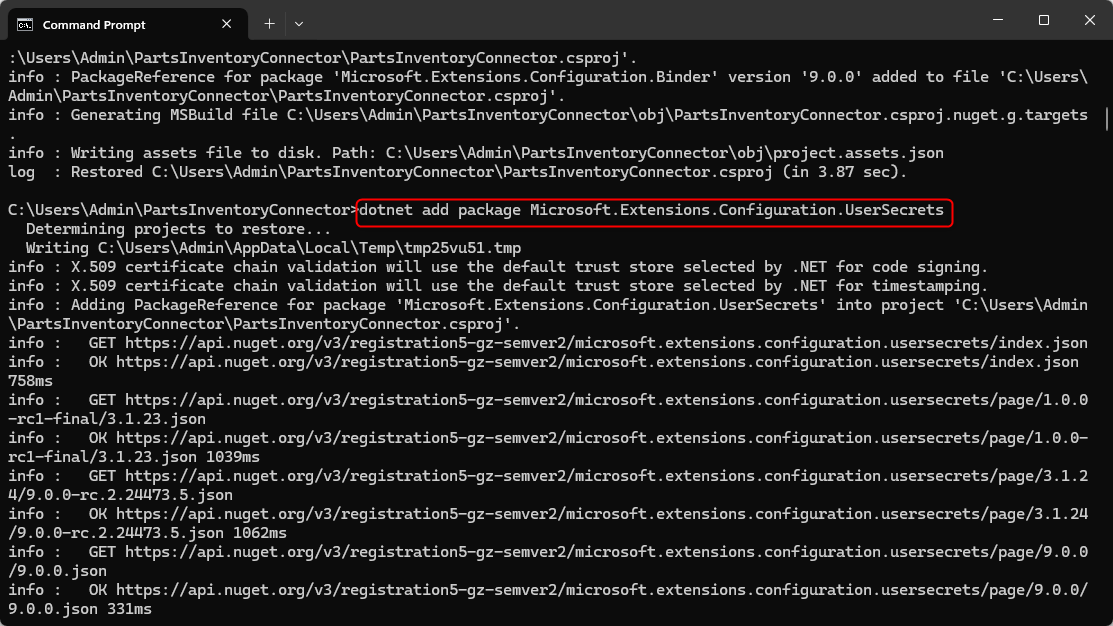 Command Prompt
:\Users\Admin\PartsInventoryConnector\PartsInventoryConnector.csproj'.
info : PackageReference for package 'Microsoft.Extensions.Configuration.Binder' version '9.0.0' added to file 'C:\Users\
Admin\PartsInventoryConnector\PartsInventoryConnector.csproj'.
info : Generating MSBuild file C:\Users\Admin\PartsInventoryConnector\obj\PartsInventoryConnector.csproj.nuget.g.targets
.
info : Writing assets file to disk. Path: C:\Users\Admin\PartsInventoryConnector\obj\project.assets.json
log  : Restored C:\Users\Admin\PartsInventoryConnector\PartsInventoryConnector.csproj (in 3.87 sec).
C:\Users\Admin\PartsInventoryConnector>dotnet add package Microsoft.Extensions.Configuration.UserSecrets
  Determining projects to restore...
  Writing C:\Users\Admin\AppData\Local\Temp\tmp25vu51.tmp
info : X.509 certificate chain validation will use the default trust store selected by .NET for code signing.
info : X.509 certificate chain validation will use the default trust store selected by .NET for timestamping.
info : Adding PackageReference for package 'Microsoft.Extensions.Configuration.UserSecrets' into project 'C:\Users\Admin
\PartsInventoryConnector\PartsInventoryConnector.csproj'.
info :   GET https://api.nuget.org/v3/registration5-gz-semver2/microsoft.extensions.configuration.usersecrets/index.json
info :   OK https://api.nuget.org/v3/registration5-gz-semver2/microsoft.extensions.configuration.usersecrets/index.json
758ms
info :   GET https://api.nuget.org/v3/registration5-gz-semver2/microsoft.extensions.configuration.usersecrets/page/1.0.0
-rc1-final/3.1.23.json
info :   OK https://api.nuget.org/v3/registration5-gz-semver2/microsoft.extensions.configuration.usersecrets/page/1.0.0-
rc1-final/3.1.23.json 1039ms
info :   GET https://api.nuget.org/v3/registration5-gz-semver2/microsoft.extensions.configuration.usersecrets/page/3.1.2
4/9.0.0-rc.2.24473.5.json
info :   OK https://api.nuget.org/v3/registration5-gz-semver2/microsoft.extensions.configuration.usersecrets/page/3.1.24
/9.0.0-rc.2.24473.5.json 1062ms
info :   GET https://api.nuget.org/v3/registration5-gz-semver2/microsoft.extensions.configuration.usersecrets/page/9.0.0
/9.0.0.json
info :   OK https://api.nuget.org/v3/registration5-gz-semver2/microsoft.extensions.configuration.usersecrets/page/9.0.0/
9.0.0.json 331ms